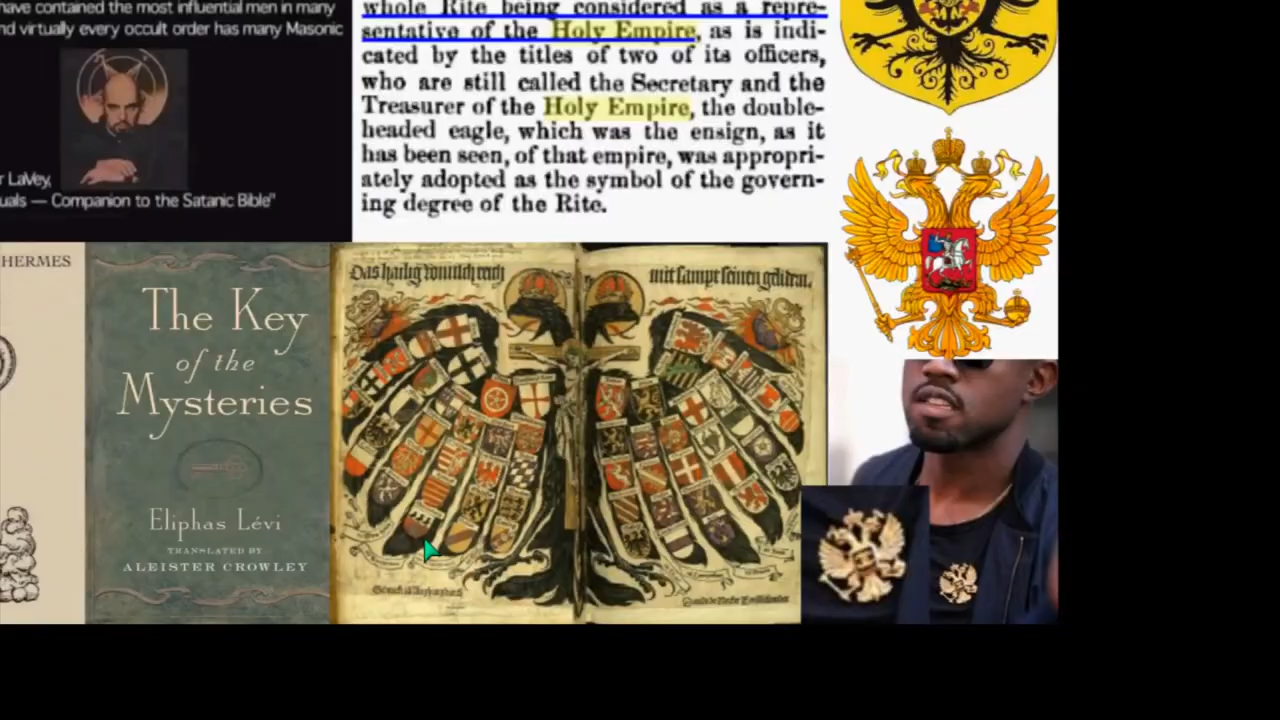 have contained the most influential men in many
nd virtually every occult order has many Masonic
r LaVey,
uals — Companion to the Satanic Bible"
whole Rite being considered as a repre-
sentative of the Holy Empire, as is indi-
cated by the titles of two of its officers,
who are still called the Secretary and the
Treasurer of the Holy Empire, the double-
headed eagle, which was the ensign, as it
has been seen, of that empire, was appropri-
ately adopted as the symbol of the govern-
ing degree of the Rite.
HERMES
The Key
of the
Mysteries
Eliphas Lévi
TRANSLATED BY
ALEISTER CROWLEY
Das hailig römisch reich
mit sampt seinen gelidern.